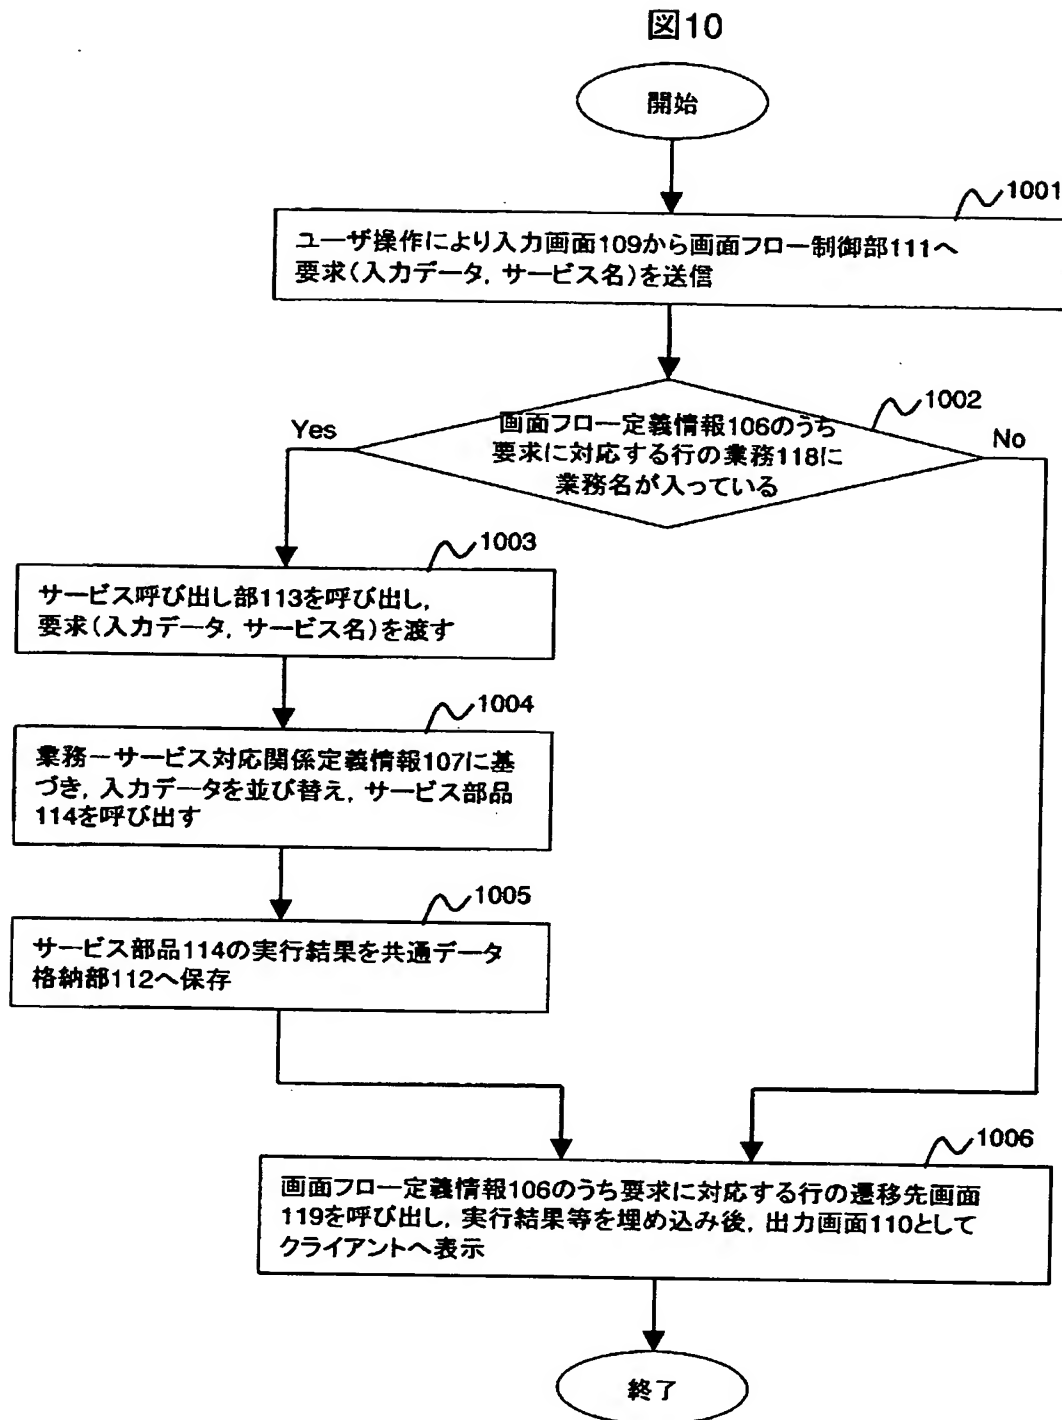 図10
開始
1001
ユーザ操作により入力画面109から画面フロー制御部111へ
要求(入力データ, サービス名)を送信
1002
画面フロー定義情報106のうち
要求に対応する行の業務118に
業務名が入っている
Yes
No
1003
サービス呼び出し部113を呼び出し,
要求(入力データ, サービス名)を渡す
1004
業務ーサービス対応関係定義情報107に基
づき, 入力データを並び替え, サービス部品
114を呼び出す
1005
サービス部品114の実行結果を共通データ
格納部112へ保存
1006
画面フロー定義情報106のうち要求に対応する行の遷移先画面
119を呼び出し, 実行結果等を埋め込み後, 出力画面110として
クライアントへ表示
終了